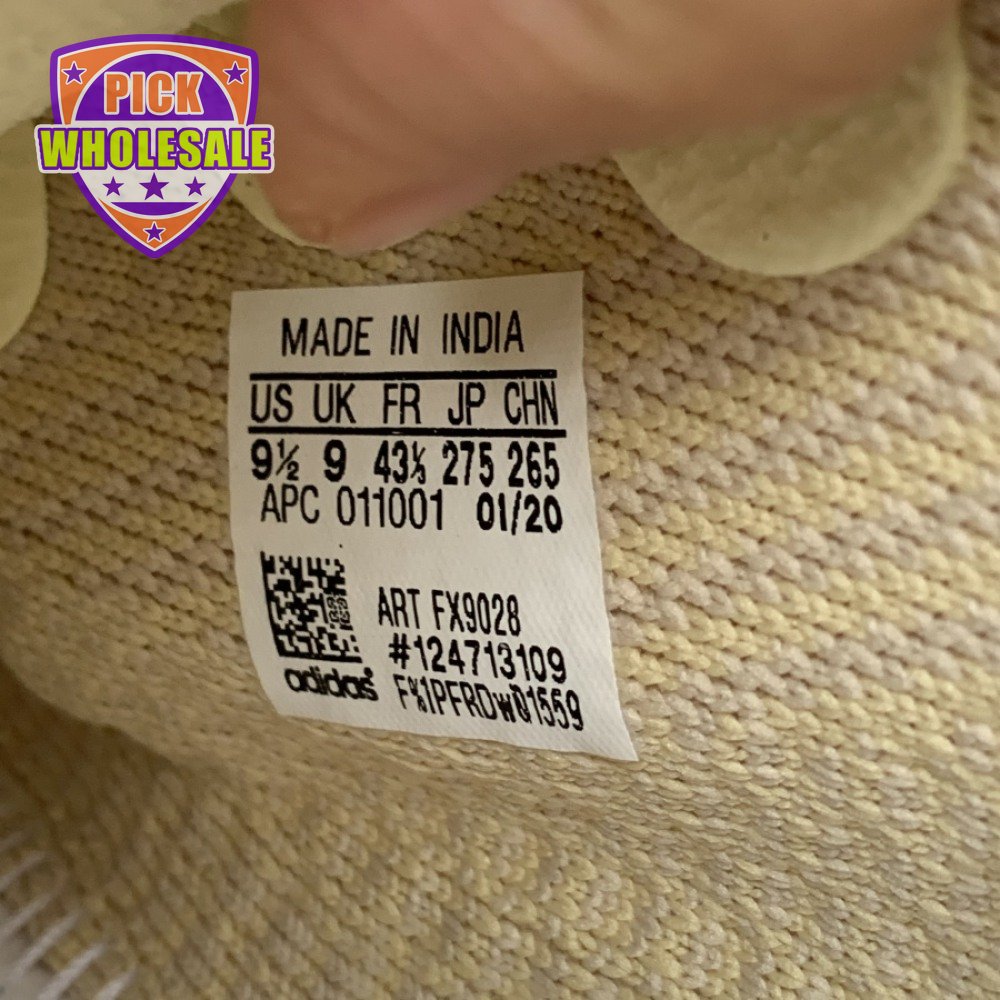 PICK
WHOLESALE
MADE IN INDIA
US UK FR JP CHN
9½ 9 43⅓ 275 265
APC 011001 01/20
ART FX9028
#124713109
adidas